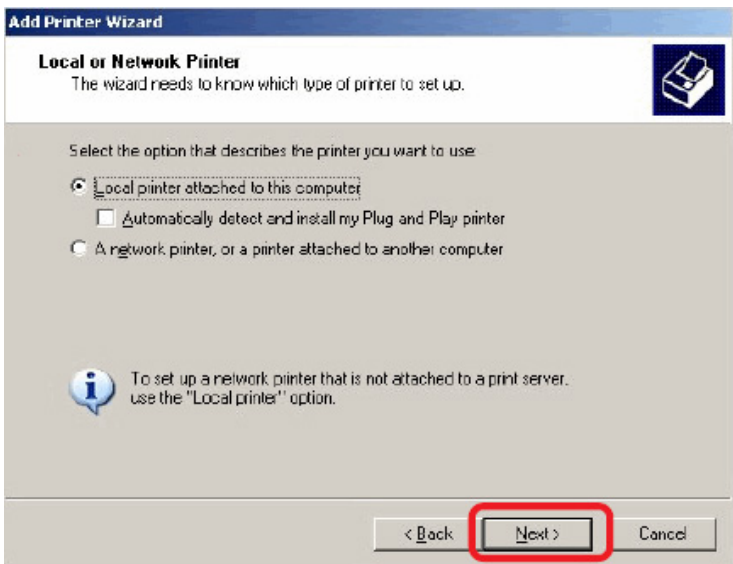 Add Printer Wizard
Local or Network Printer
The wizard needs to know which type of printer to set up.
Select the option that describes the printer you want to use:
Local printer attached to this computer
Automatically detect and install my Plug and Play printer
A network printer, or a printer attached to another computer
To set up a network printer that is not attached to a print server,
use the "Local printer" option.
< Back
Next >
Cancel